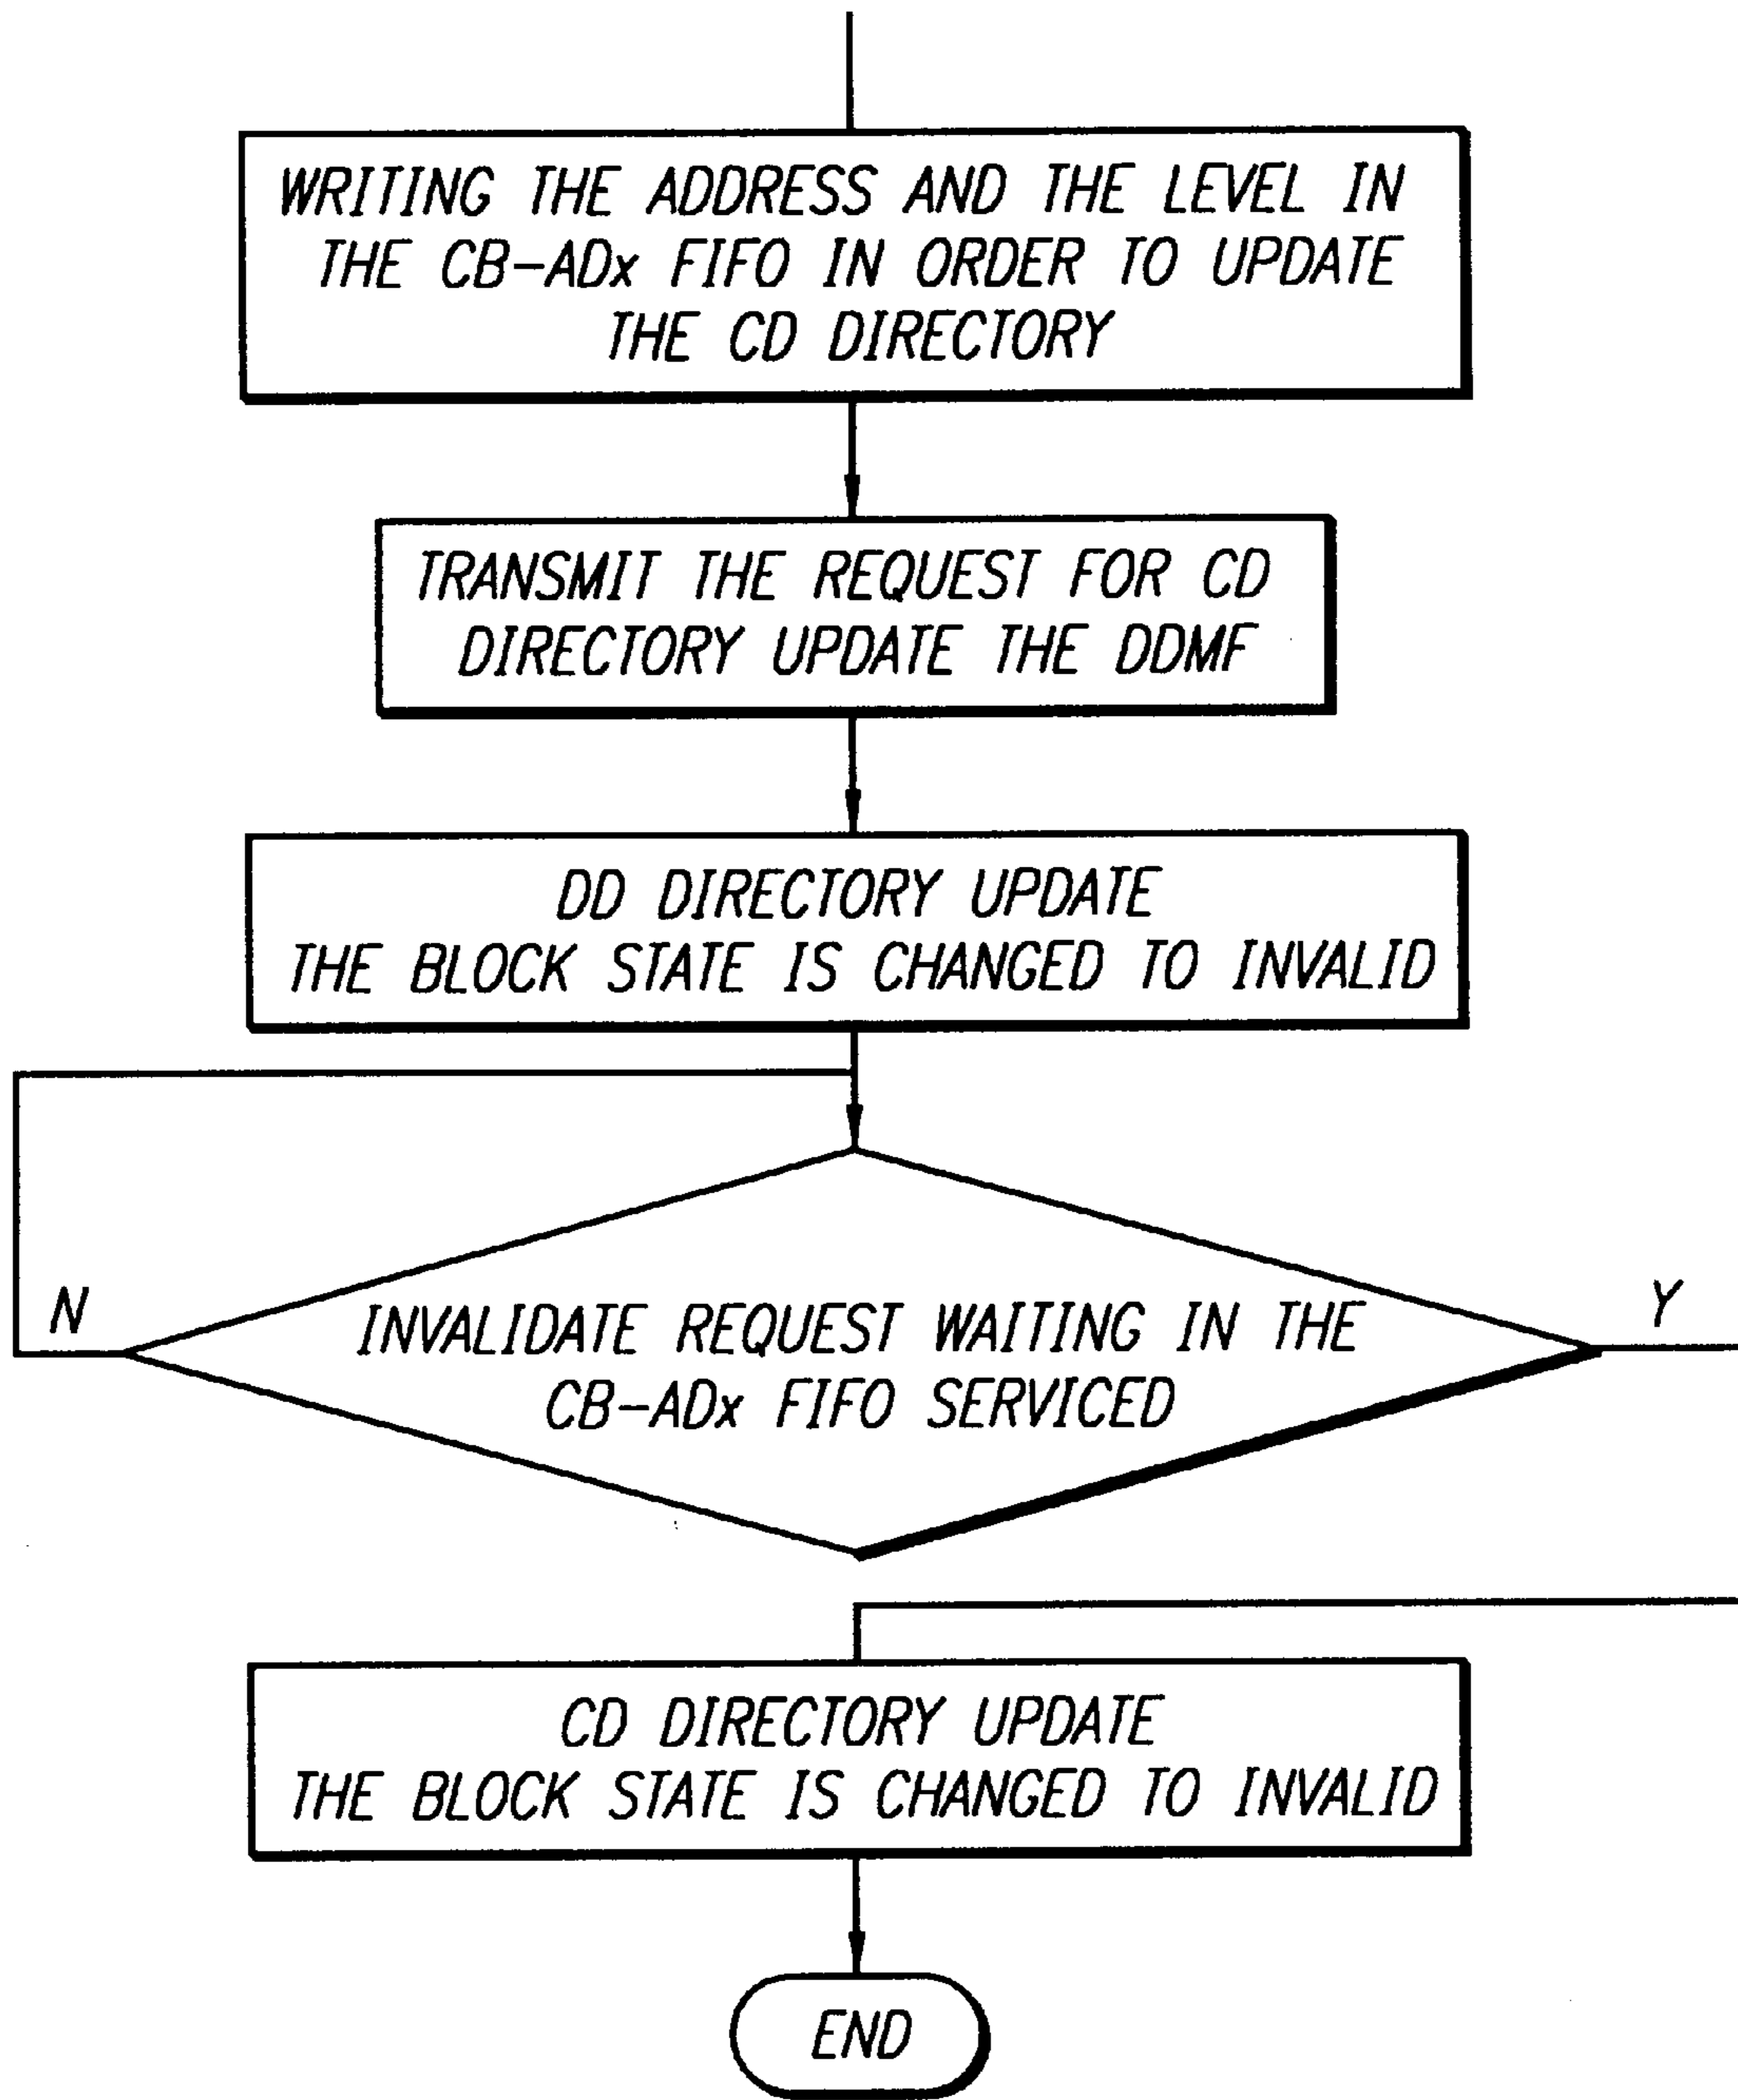 WRITING THE ADDRESS AND THE LEVEL IN
THE CB-ADx FIFO IN ORDER TO UPDATE
THE CD DIRECTORY
TRANSMIT THE REQUEST FOR CD
DIRECTORY UPDATE THE DDMF
DD DIRECTORY UPDATE
THE BLOCK STATE IS CHANGED TO INVALID
N
Y
INVALIDATE REQUEST WAITING IN THE
CB-ADx FIFO SERVICED
CD DIRECTORY UPDATE
THE BLOCK STATE IS CHANGED TO INVALID
END